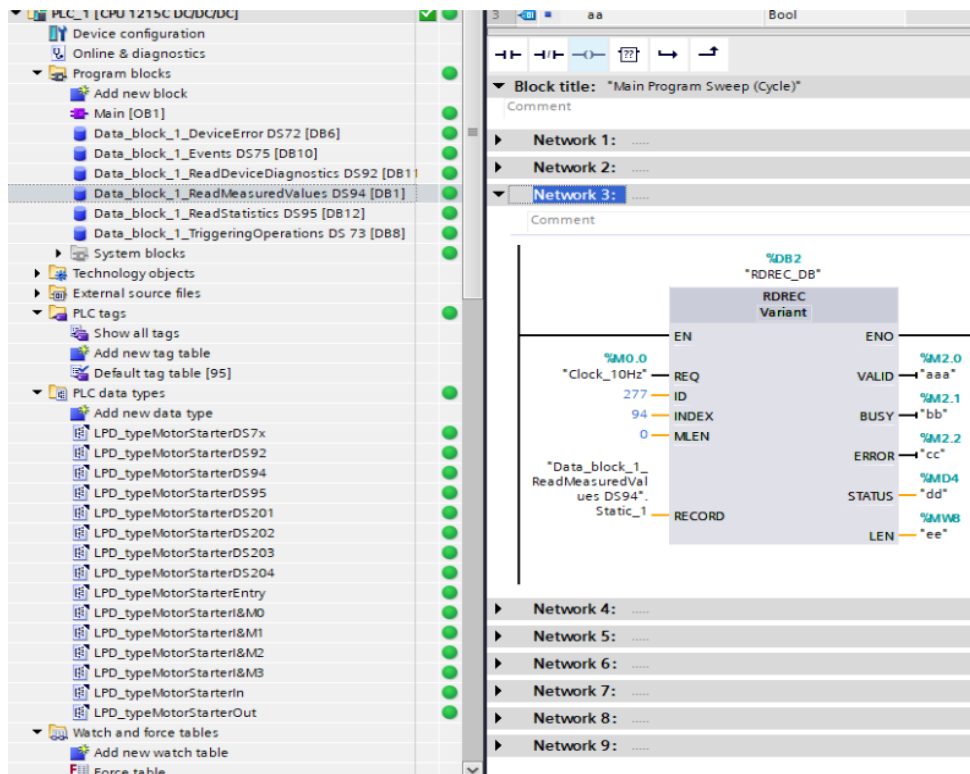 PLC_1 [CPU 1215C DC/DC/DC]
Device configuration
Online & diagnostics
Program blocks
Add new block
Main [OB1]
Data_block_1_DeviceError DS72 [DB6]
Data_block_1_Events DS75 [DB10]
Data_block_1_ReadDeviceDiagnostics DS92 [DB11
Data_block_1_ReadMeasuredValues DS94 [DB1]
Data_block_1_ReadStatistics DS95 [DB12]
Data_block_1_TriggeringOperations DS 73 [DB8]
System blocks
Technology objects
External source files
PLC tags
Show all tags
Add new tag table
Default tag table [95]
PLC data types
Add new data type
LPD_typeMotorStarterDS7x
LPD_typeMotorStarterDS92
LPD_typeMotorStarterDS94
LPD_typeMotorStarterDS95
LPD_typeMotorStarterDS201
LPD_typeMotorStarterDS202
LPD_typeMotorStarterDS203
LPD_typeMotorStarterDS204
LPD_typeMotorStarterEntry
LPD_typeMotorStarterI&M0
LPD_typeMotorStarterI&M1
LPD_typeMotorStarterI&M2
LPD_typeMotorStarterI&M3
LPD_typeMotorStarterIn
LPD_typeMotorStarterOut
Watch and force tables
Add new watch table
Force table
3 aa Bool
??
Block title: "Main Program Sweep (Cycle)"
Comment
Network 1: .....
Network 2: .....
Network 3: .....
Comment
%DB2
"RDREC_DB"
RDREC
Variant
EN ENO
%M0.0 %M2.0
"Clock_10Hz" REQ VALID "aaa"
277 ID %M2.1
94 INDEX BUSY "bb"
0 MLEN %M2.2
ERROR "cc"
"Data_block_1_
ReadMeasuredVal %MD4
ues DS94". STATUS "dd"
Static_1 RECORD %MW8
LEN "ee"
Network 4: .....
Network 5: .....
Network 6: .....
Network 7: .....
Network 8: .....
Network 9: .....